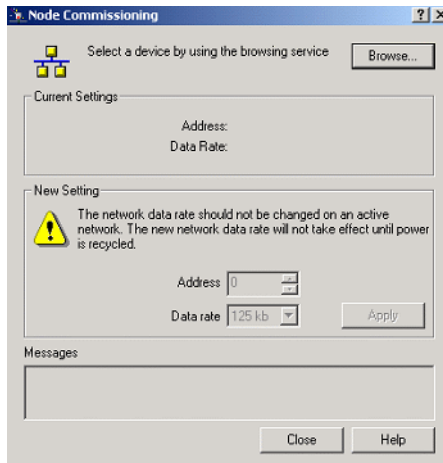 Node Commissioning
Select a device by using the browsing service
Browse...
Current Settings
Address:
Data Rate:
New Setting
The network data rate should not be changed on an active
network. The new network data rate will not take effect until power
is recycled.
Address 0
Data rate 125 kb
Apply
Messages
Close Help